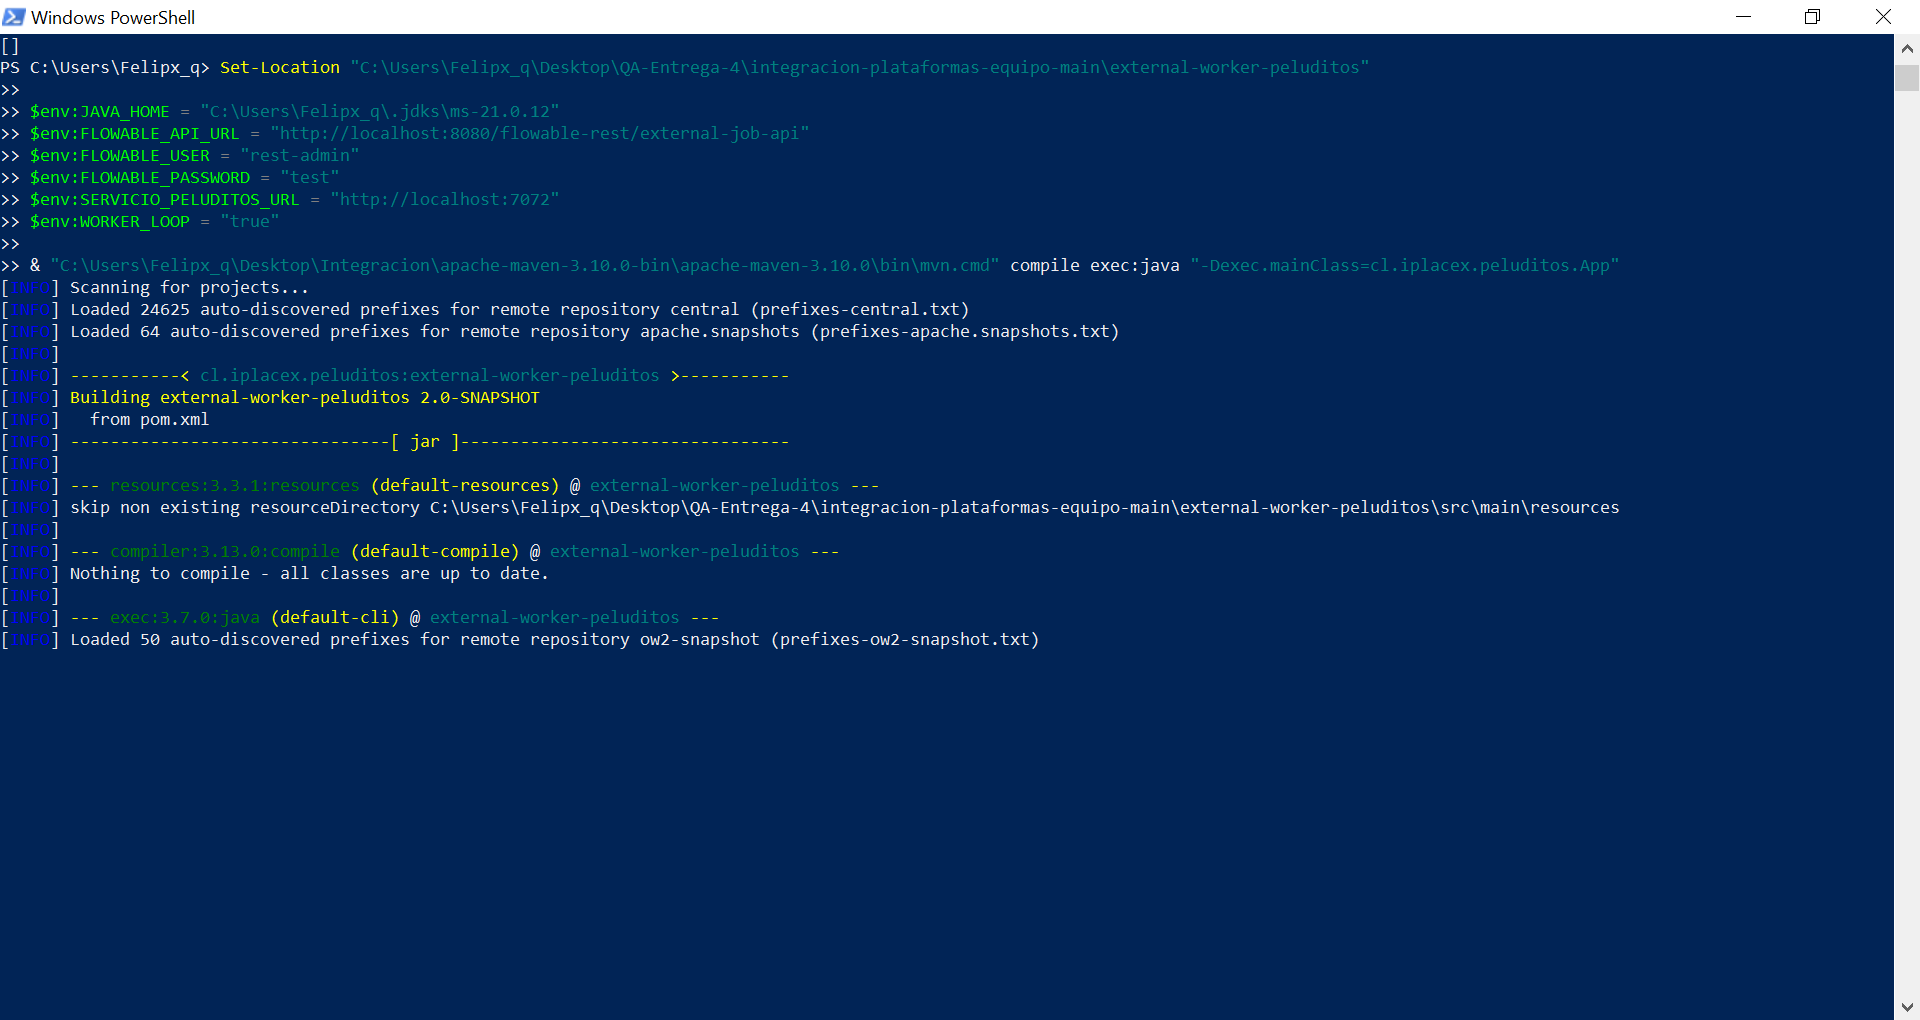 Windows PowerShell
[]
PS C:\Users\Felipx_q> Set-Location "C:\Users\Felipx_q\Desktop\QA-Entrega-4\integracion-plataformas-equipo-main\external-worker-peluditos"
>>
>> $env:JAVA_HOME = "C:\Users\Felipx_q\.jdks\ms-21.0.12"
>> $env:FLOWABLE_API_URL = "http://localhost:8080/flowable-rest/external-job-api"
>> $env:FLOWABLE_USER = "rest-admin"
>> $env:FLOWABLE_PASSWORD = "test"
>> $env:SERVICIO_PELUDITOS_URL = "http://localhost:7072"
>> $env:WORKER_LOOP = "true"
>>
>> & "C:\Users\Felipx_q\Desktop\Integracion\apache-maven-3.10.0-bin\apache-maven-3.10.0\bin\mvn.cmd" compile exec:java "-Dexec.mainClass=cl.iplacex.peluditos.App"
[INFO] Scanning for projects...
[INFO] Loaded 24625 auto-discovered prefixes for remote repository central (prefixes-central.txt)
[INFO] Loaded 64 auto-discovered prefixes for remote repository apache.snapshots (prefixes-apache.snapshots.txt)
[INFO]
[INFO] -----------< cl.iplacex.peluditos:external-worker-peluditos >-----------
[INFO] Building external-worker-peluditos 2.0-SNAPSHOT
[INFO]   from pom.xml
[INFO] --------------------------------[ jar ]---------------------------------
[INFO]
[INFO] --- resources:3.3.1:resources (default-resources) @ external-worker-peluditos ---
[INFO] skip non existing resourceDirectory C:\Users\Felipx_q\Desktop\QA-Entrega-4\integracion-plataformas-equipo-main\external-worker-peluditos\src\main\resources
[INFO]
[INFO] --- compiler:3.13.0:compile (default-compile) @ external-worker-peluditos ---
[INFO] Nothing to compile - all classes are up to date.
[INFO]
[INFO] --- exec:3.7.0:java (default-cli) @ external-worker-peluditos ---
[INFO] Loaded 50 auto-discovered prefixes for remote repository ow2-snapshot (prefixes-ow2-snapshot.txt)